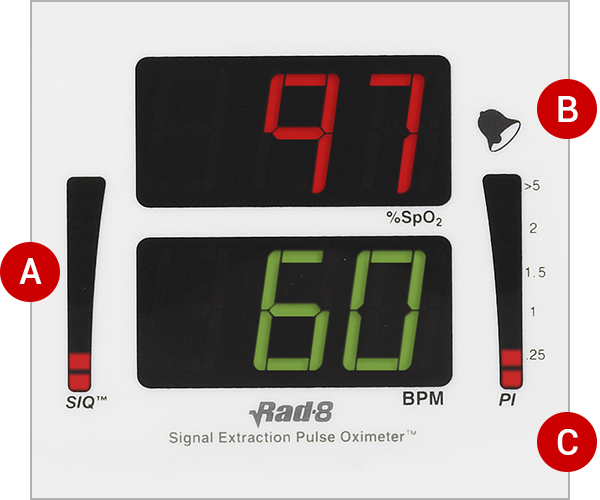 97
B
%SpO₂
>5
2
1.5
1
.25
A
60
SIQ™
BPM
PI
Rad·8
Signal Extraction Pulse Oximeter™
C